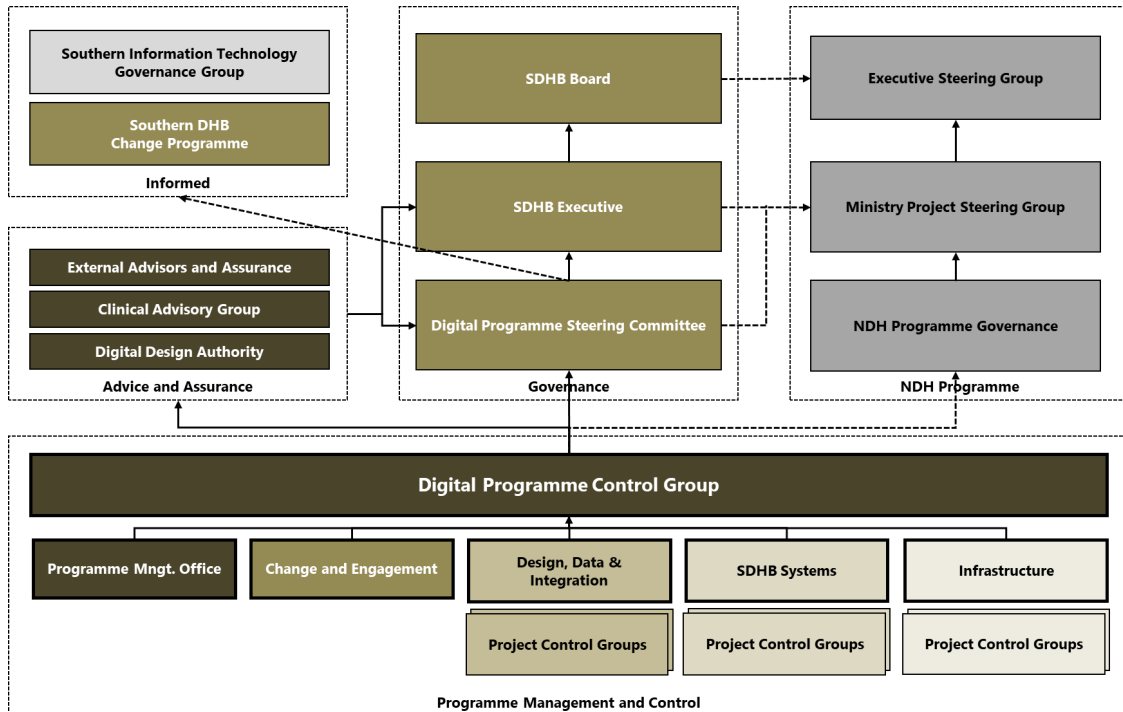 Southern Information Technology
Governance Group
Southern DHB
Change Programme
Informed
External Advisors and Assurance
Clinical Advisory Group
Digital Design Authority
Advice and Assurance
SDHB Board
SDHB Executive
Digital Programme Steering Committee
Governance
Executive Steering Group
Ministry Project Steering Group
NDH Programme Governance
NDH Programme
Digital Programme Control Group
Programme Mngt. Office
Change and Engagement
Design, Data &
Integration
SDHB Systems
Infrastructure
Project Control Groups
Project Control Groups
Project Control Groups
Programme Management and Control